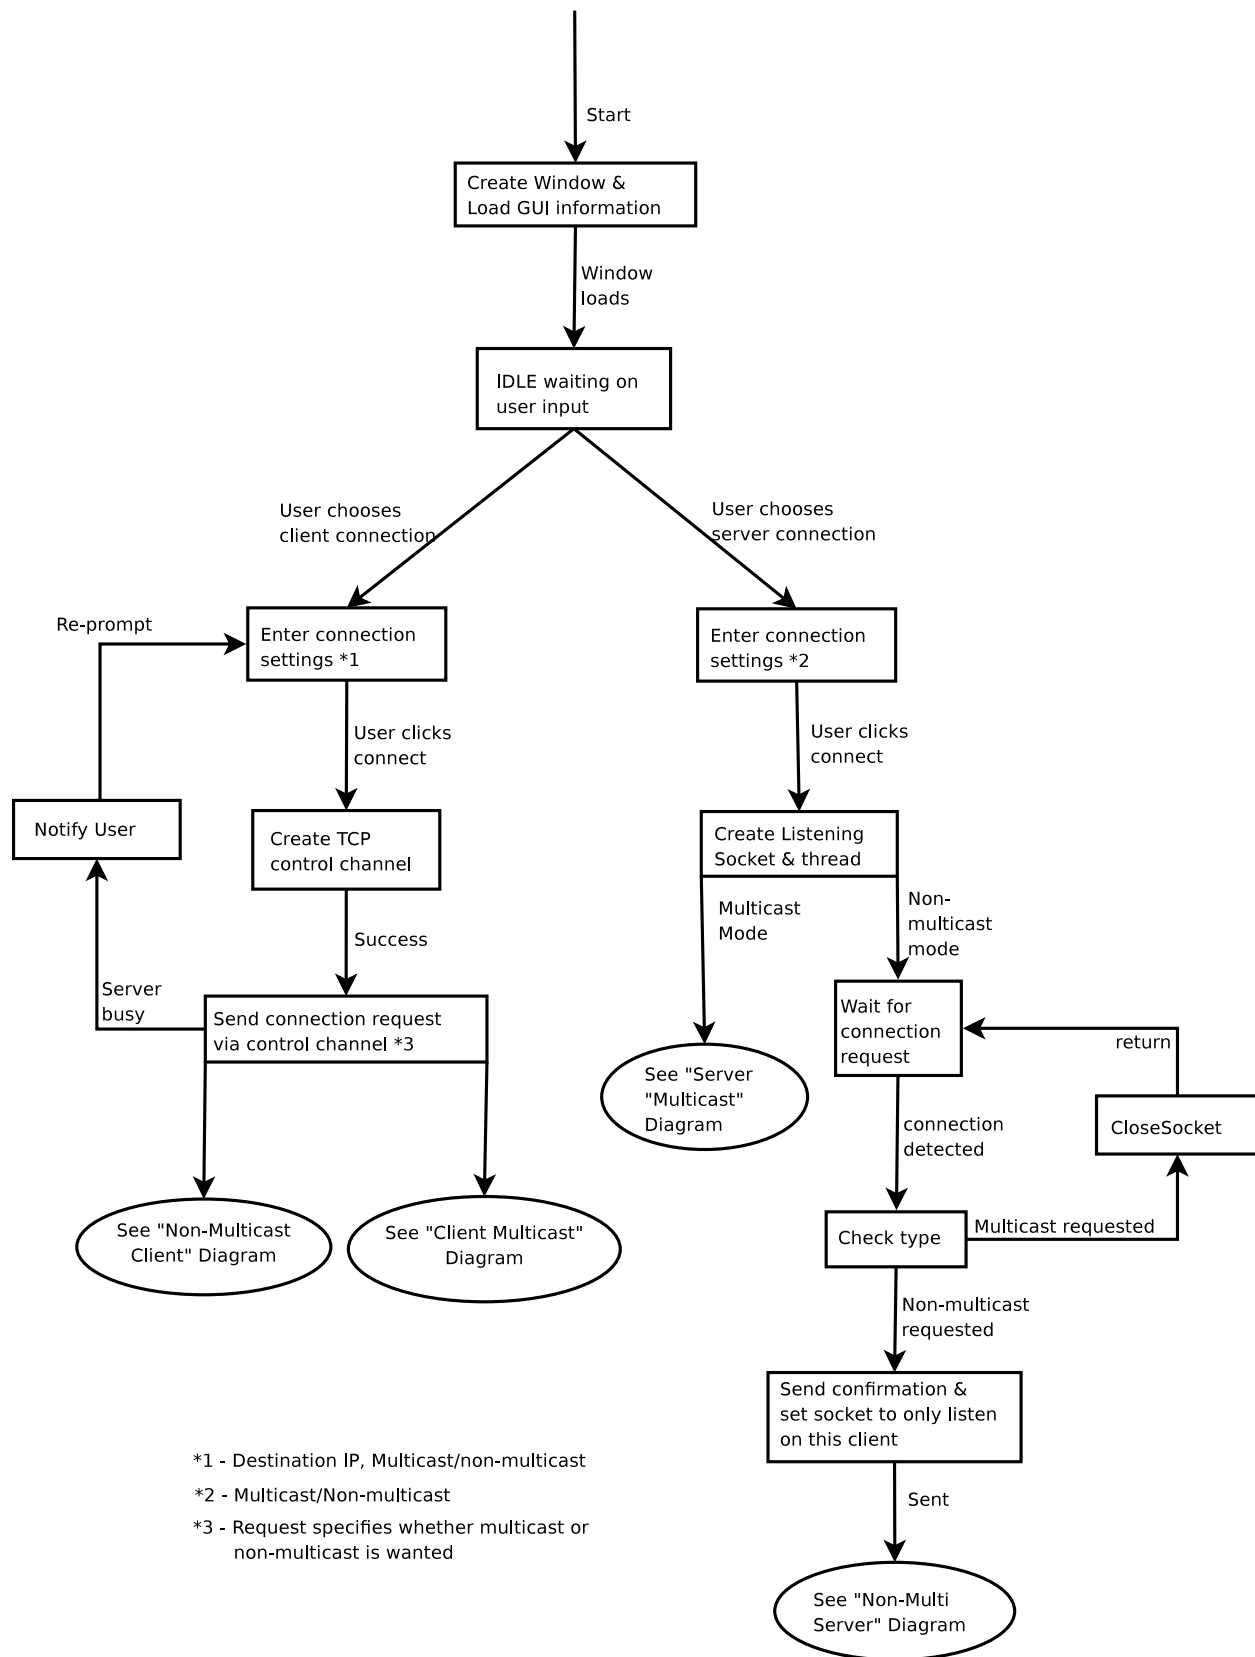 Start
Create Window &
Load GUI information
Window
loads
IDLE waiting on
user input
User chooses
client connection
User chooses
server connection
Re-prompt
Enter connection
settings *1
Enter connection
settings *2
User clicks
connect
User clicks
connect
Notify User
Create TCP
control channel
Create Listening
Socket & thread
Multicast
Mode
Non-
multicast
mode
Success
Server
busy
Send connection request
via control channel *3
Wait for
connection
request
return
See "Server
"Multicast"
Diagram
connection
detected
CloseSocket
See "Non-Multicast
Client" Diagram
See "Client Multicast"
Diagram
Check type
Multicast requested
Non-multicast
requested
Send confirmation &
set socket to only listen
on this client
*1 - Destination IP, Multicast/non-multicast
*2 - Multicast/Non-multicast
*3 - Request specifies whether multicast or
non-multicast is wanted
Sent
See "Non-Multi
Server" Diagram